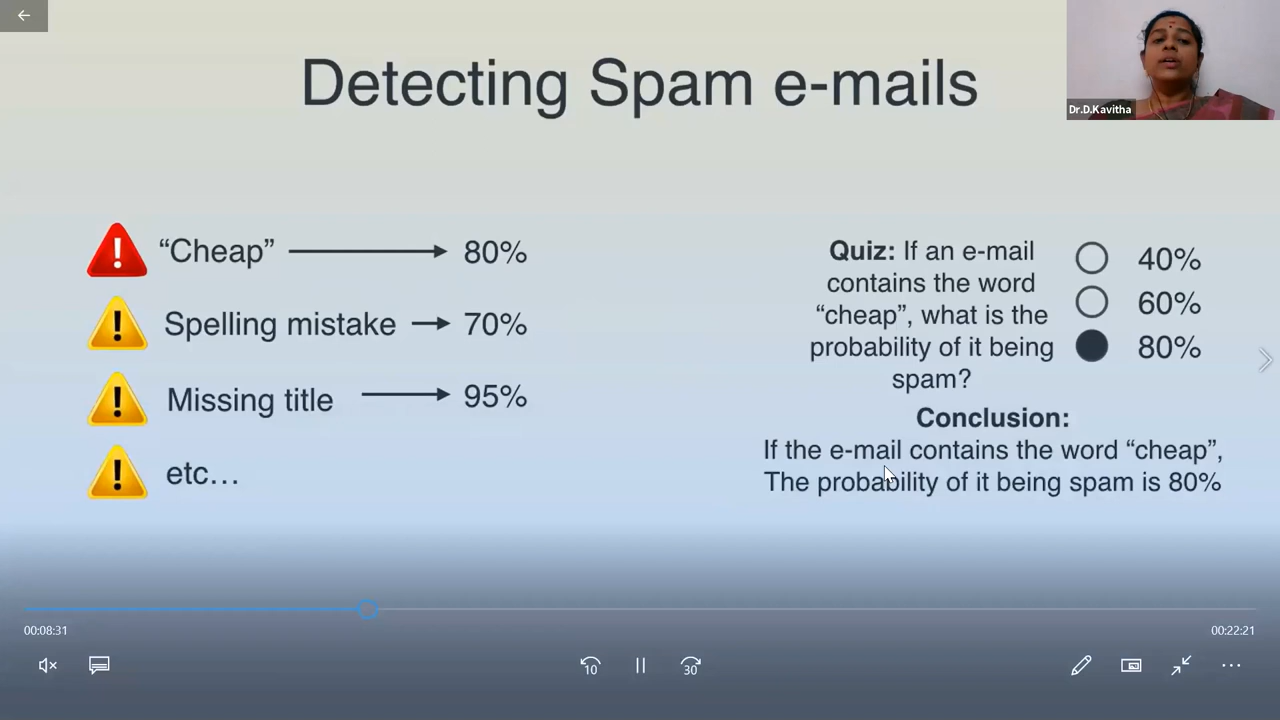 Detecting Spam e-mails
Dr.D.Kavitha
“Cheap” 80%
Spelling mistake 70%
Missing title 95%
etc…
Quiz: If an e-mail
contains the word
“cheap”, what is the
probability of it being
spam?
40%
60%
80%
Conclusion:
If the e-mail contains the word “cheap”,
The probability of it being spam is 80%
00:08:31
00:22:21
10
30